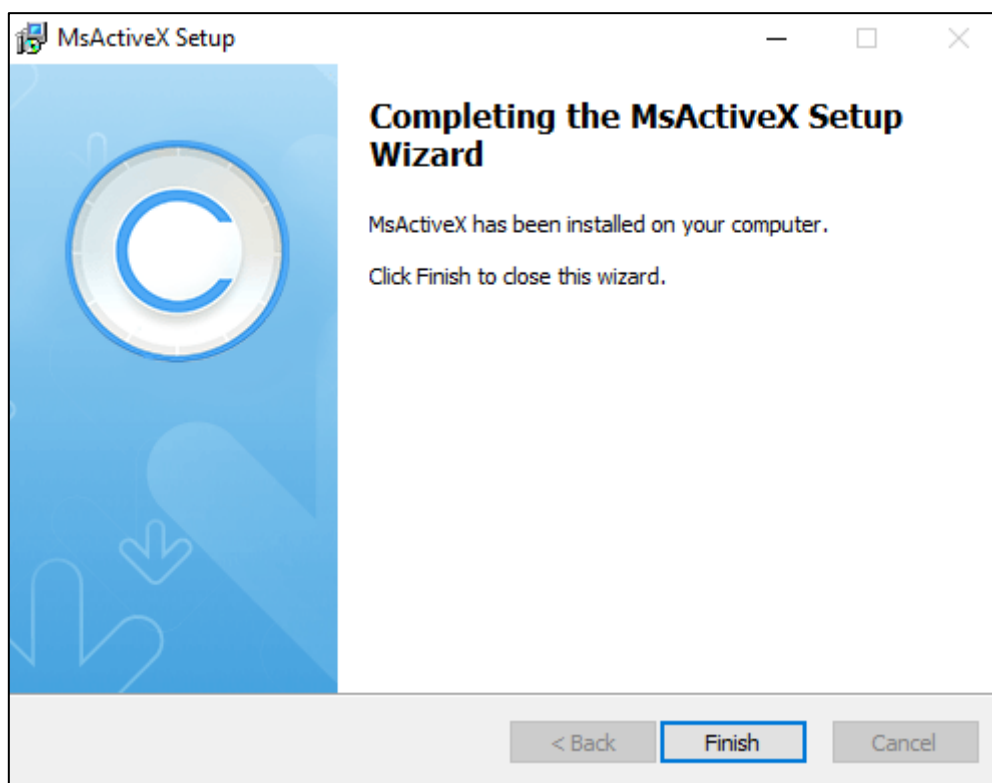 MsActiveX Setup
Completing the MsActiveX Setup
Wizard
MsActiveX has been installed on your computer.
Click Finish to close this wizard.
< Back
Finish
Cancel